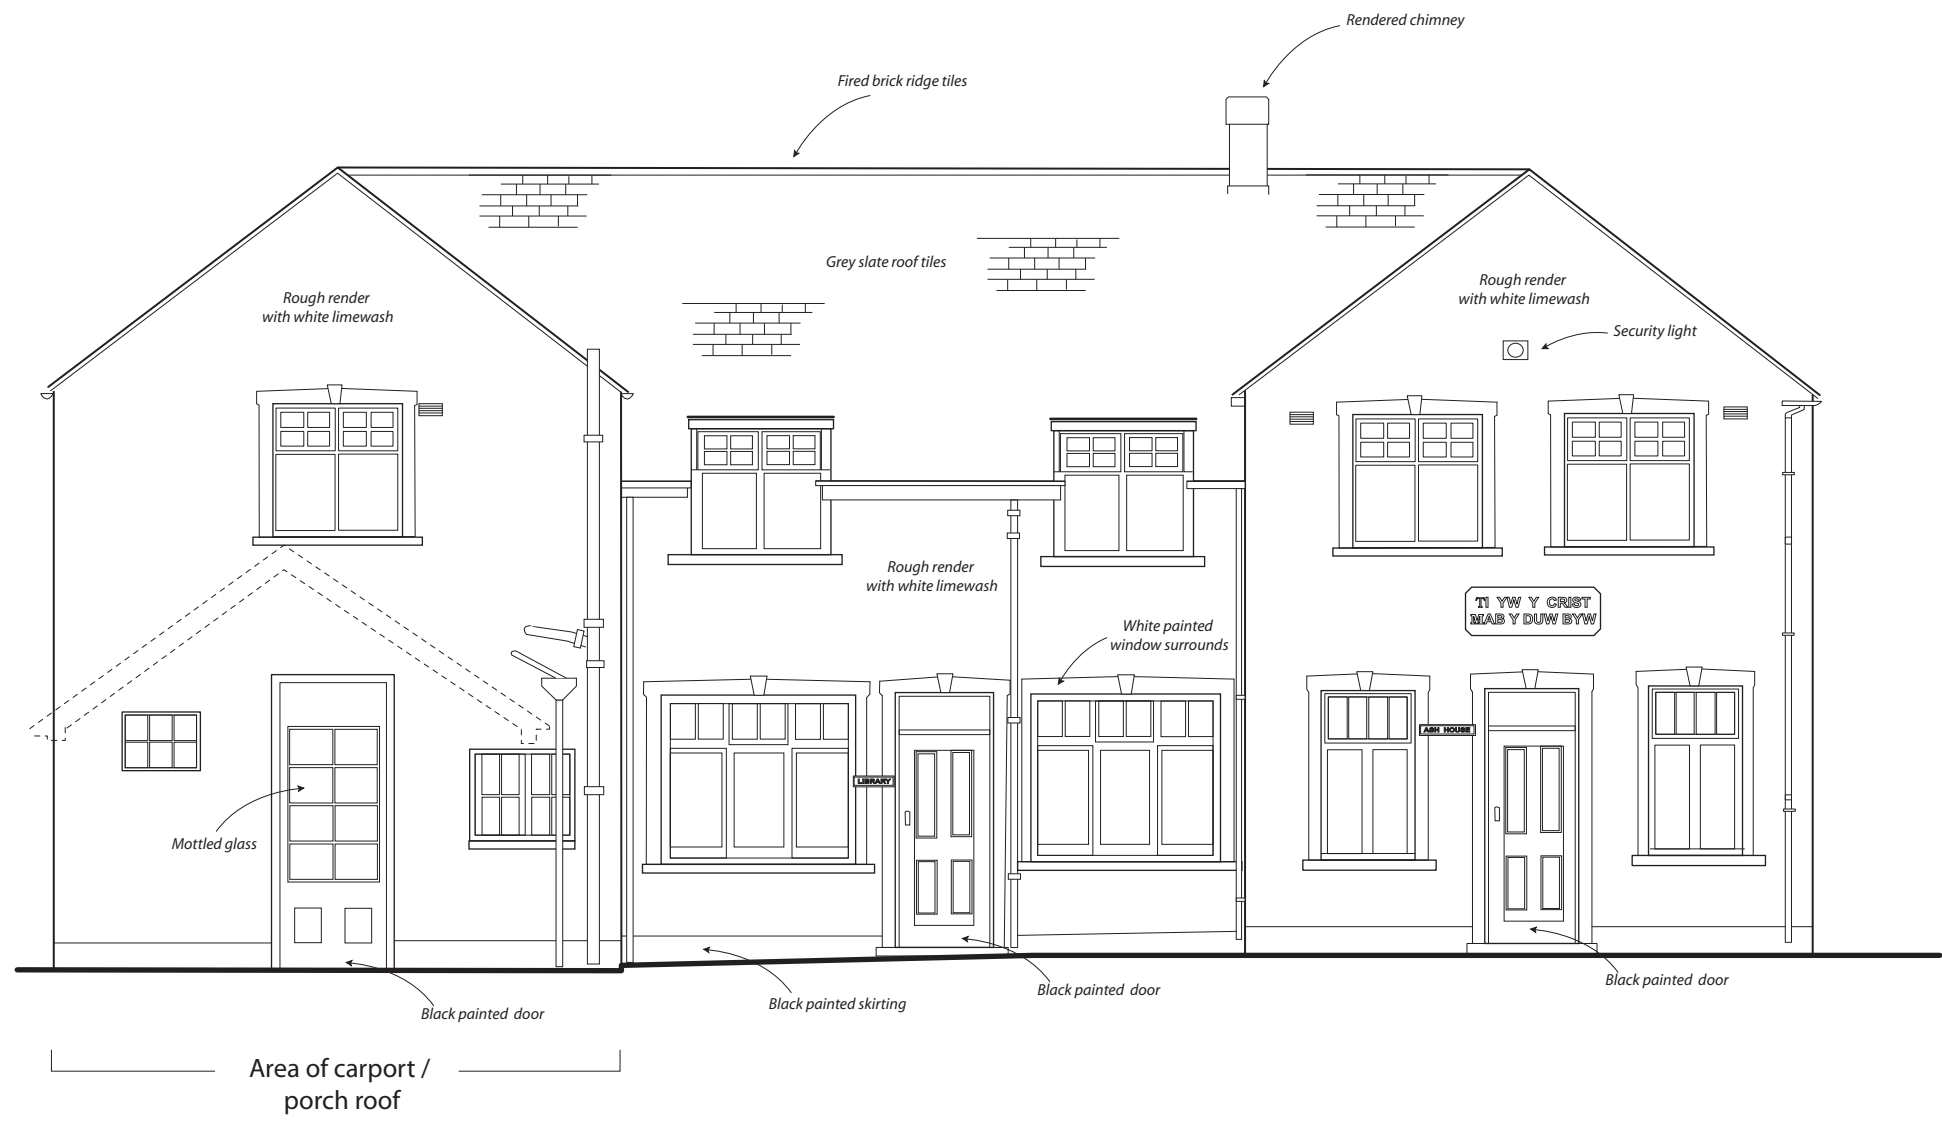 Rendered chimney
Fired brick ridge tiles
Grey slate roof tiles
Rough render
with white limewash
Rough render
with white limewash
Security light
Rough render
with white limewash
TI YW Y CRIST
MAB Y DUW BYW
White painted
window surrounds
ASH HOUSE
LIBRARY
Mottled glass
Black painted door
Black painted skirting
Black painted door
Black painted door
Area of carport /
porch roof